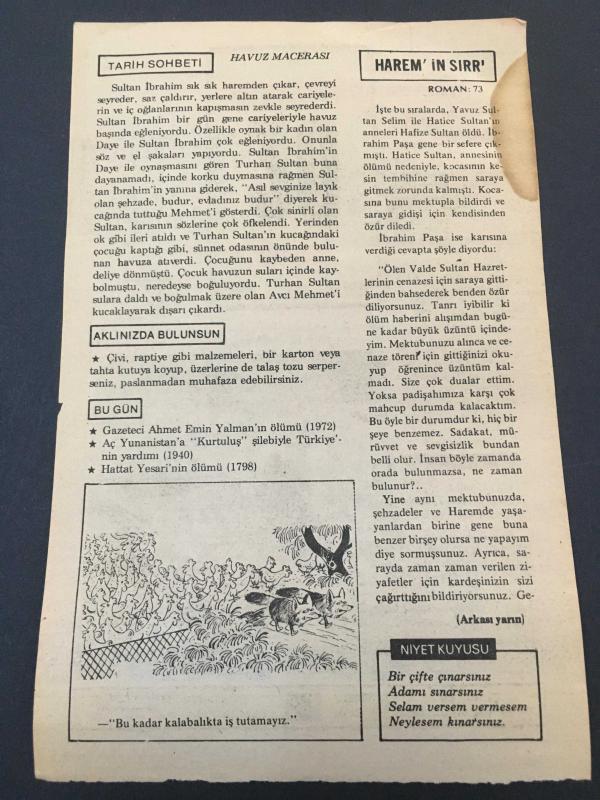 TARIH SOHBETİ
HAVUZ MACERASI
Sultan İbrahim sık sık haremden çıkar, çevreyi
seyreder, saz çaldırır, yerlere altın atarak cariyele-
rin ve iç oğlanlarının kapışmasın zevkle seyrederdi.
Sultan İbrahim bir gün gene cariyeleriyle havuz
başında eğleniyordu. Özellikle oynak bir kadın olan
Daye ile Sultan İbrahim çok eğleniyordu. Onunla
söz ve el şakaları yapıyordu. Sultan İbrahim'in
Daye ile oynaşmasını gören Turhan Sultan buna
dayanamadı, içinde korku duymasına rağmen Sul-
tan İbrahim'in yanına giderek, "Asıl sevginize layık
olan şehzade, budur, evladınız budur" diyerek ku-
cağında tuttuğu Mehmet'i gösterdi. Çok sinirli olan
Sultan, karısının sözlerine çok öfkelendi. Yerinden
ok gibi ileri atıldı ve Turhan Sultan'ın kucağındaki
çocuğu kaptığı gibi, sünnet odasının önünde bulu-
nan havuza atıverdi. Çocuğunu kaybeden anne,
deliye dönmüştü. Çocuk havuzun suları içinde kay-
bolmuştu, neredeyse boğuluyordu. Turhan Sultan
sulara daldı ve boğulmak üzere olan Avcı Mehmet'i
kucaklayarak dışarı çıkardı.
AKLINIZDA BULUNSUN
★ Çivi, raptiye gibi malzemeleri, bir karton veya
tahta kutuya koyup, üzerlerine de talaş tozu serper-
seniz, paslanmadan muhafaza edebilirsiniz.
BU GÜN
★ Gazeteci Ahmet Emin Yalman'ın ölümü (1972)
★ Aç Yunanistan'a "Kurtuluş" şilebiyle Türkiye'-
nin yardımı (1940)
★ Hattat Yesari'nin ölümü (1798)
—"Bu kadar kalabalıkta iş tutamayız."
HAREM' İN SIRR'
ROMAN: 73
İşte bu sıralarda, Yavuz Sul-
tan Selim ile Hatice Sultan'ın
anneleri Hafize Sultan öldü. İb-
rahim Paşa gene bir sefere çık-
mıştı. Hatice Sultan, annesinin
ölümü nedeniyle, kocasının ke-
sin tembihine rağmen saraya
gitmek zorunda kalmıştı. Koca-
sına bunu mektupla bildirdi ve
saraya gidişi için kendisinden
özür diledi.
İbrahim Paşa ise karısına
verdiği cevapta şöyle diyordu:
"Ölen Valde Sultan Hazret-
lerinin cenazesi için saraya gitti-
ğinden bahsederek benden özür
diliyorsunuz. Tanrı iyibilir ki
ölüm haberini alışımdan bugü-
ne kadar büyük üzüntü içinde-
yim. Mektubunuzu alınca ve ce-
naze töreni için gittiğinizi oku-
yup öğrenince üzüntüm kal-
madı. Size çok dualar ettim.
Yoksa padişahımıza karşı çok
mahcup durumda kalacaktım.
Bu öyle bir durumdur ki, hiç bir
şeye benzemez. Sadakat, mü-
rüvvet ve sevgisizlik bundan
belli olur. İnsan böyle zamanda
orada bulunmazsa, ne zaman
bulunur?..
Yine aynı mektubunuzda,
şehzadeler ve Haremde yaşa-
yanlardan birine gene buna
benzer birşey olursa ne yapayım
diye sormuşsunuz. Ayrıca, sa-
rayda zaman zaman verilen zi-
yafetler için kardeşinizin sizi
çağırttığını bildiriyorsunuz. Ge-
(Arkası yarın)
NİYET KUYUSU
Bir çifte çınarsınız
Adamı sınarsınız
Selam versem vermesem
Neylesem kınarsınız.